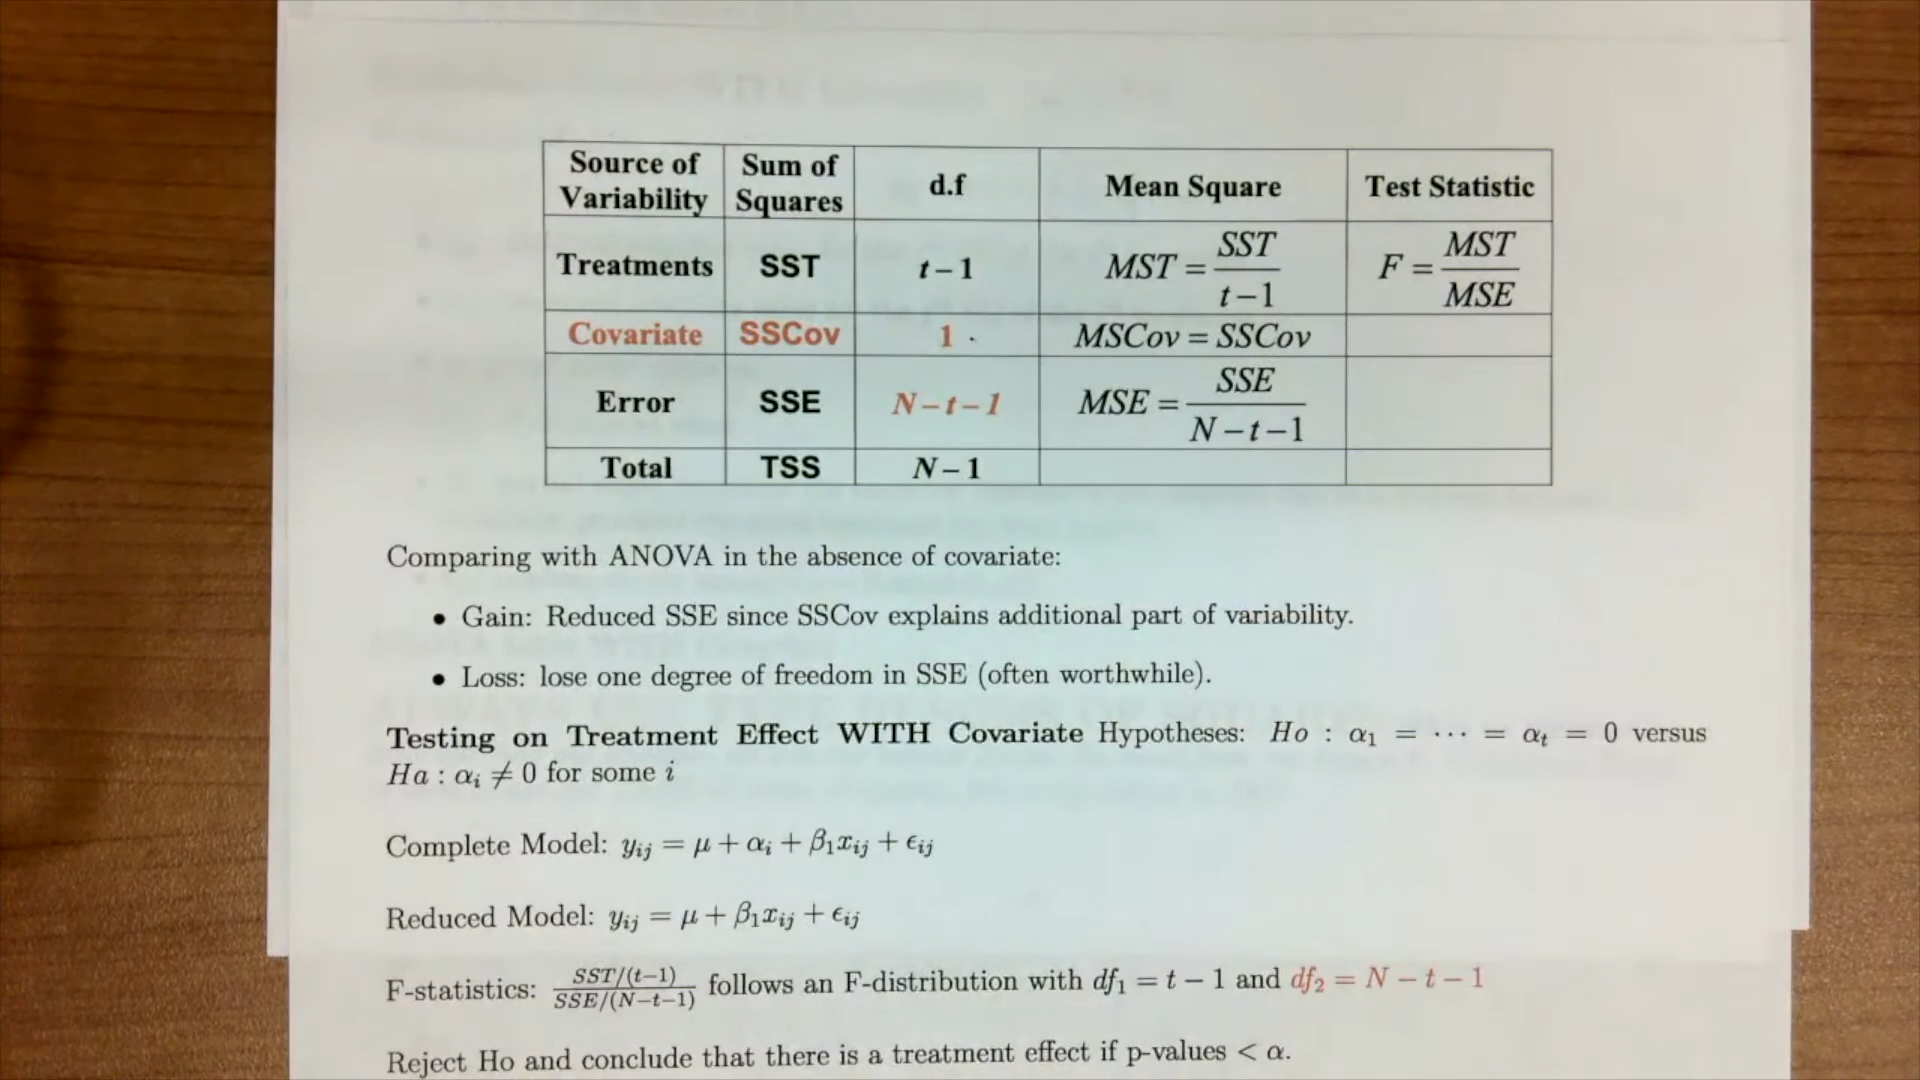 Source of Variability Sum of Squares d.f Mean Square Test Statistic
Treatments SST t−1 MST = SST/(t−1) F = MST/MSE
Covariate SSCov 1 MSCov = SSCov
Error SSE N−t−1 MSE = SSE/(N−t−1)
Total TSS N−1
Comparing with ANOVA in the absence of covariate:
• Gain: Reduced SSE since SSCov explains additional part of variability.
• Loss: lose one degree of freedom in SSE (often worthwhile).
Testing on Treatment Effect WITH Covariate Hypotheses: Ho : α₁ = ··· = αₜ = 0 versus
Ha : αᵢ ≠ 0 for some i
Complete Model: yᵢⱼ = μ + αᵢ + β₁xᵢⱼ + ϵᵢⱼ
Reduced Model: yᵢⱼ = μ + β₁xᵢⱼ + ϵᵢⱼ
F-statistics: SST/(t−1) / SSE/(N−t−1) follows an F-distribution with df₁ = t − 1 and df₂ = N − t − 1
Reject Ho and conclude that there is a treatment effect if p-values < α.